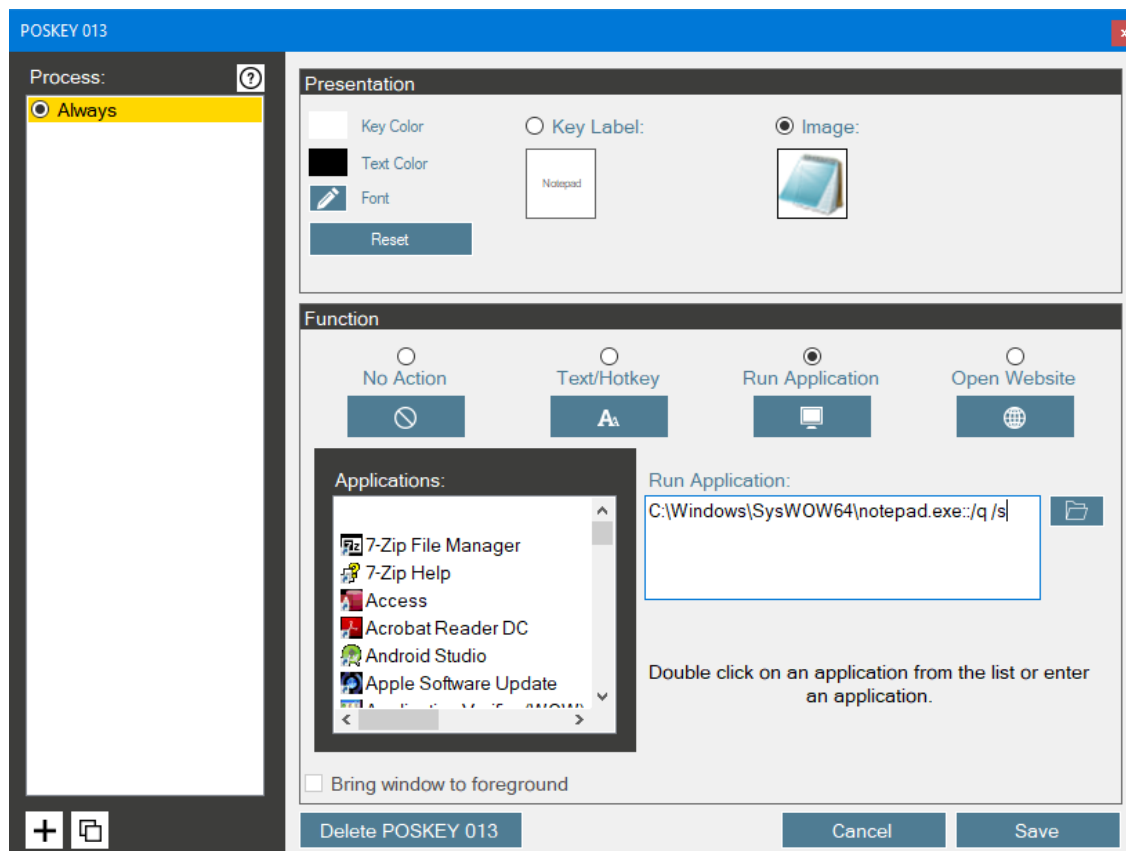 POSKEY 013
Process:
Always
Presentation
Key Color
Text Color
Font
Reset
Key Label:
Notepad
Image:
Function
No Action
Text/Hotkey
Run Application
Open Website
Applications:
7-Zip File Manager
7-Zip Help
Access
Acrobat Reader DC
Android Studio
Apple Software Update
Run Application:
C:\Windows\SysWOW64\notepad.exe::/q /s
Double click on an application from the list or enter
an application.
Bring window to foreground
Delete POSKEY 013
Cancel
Save